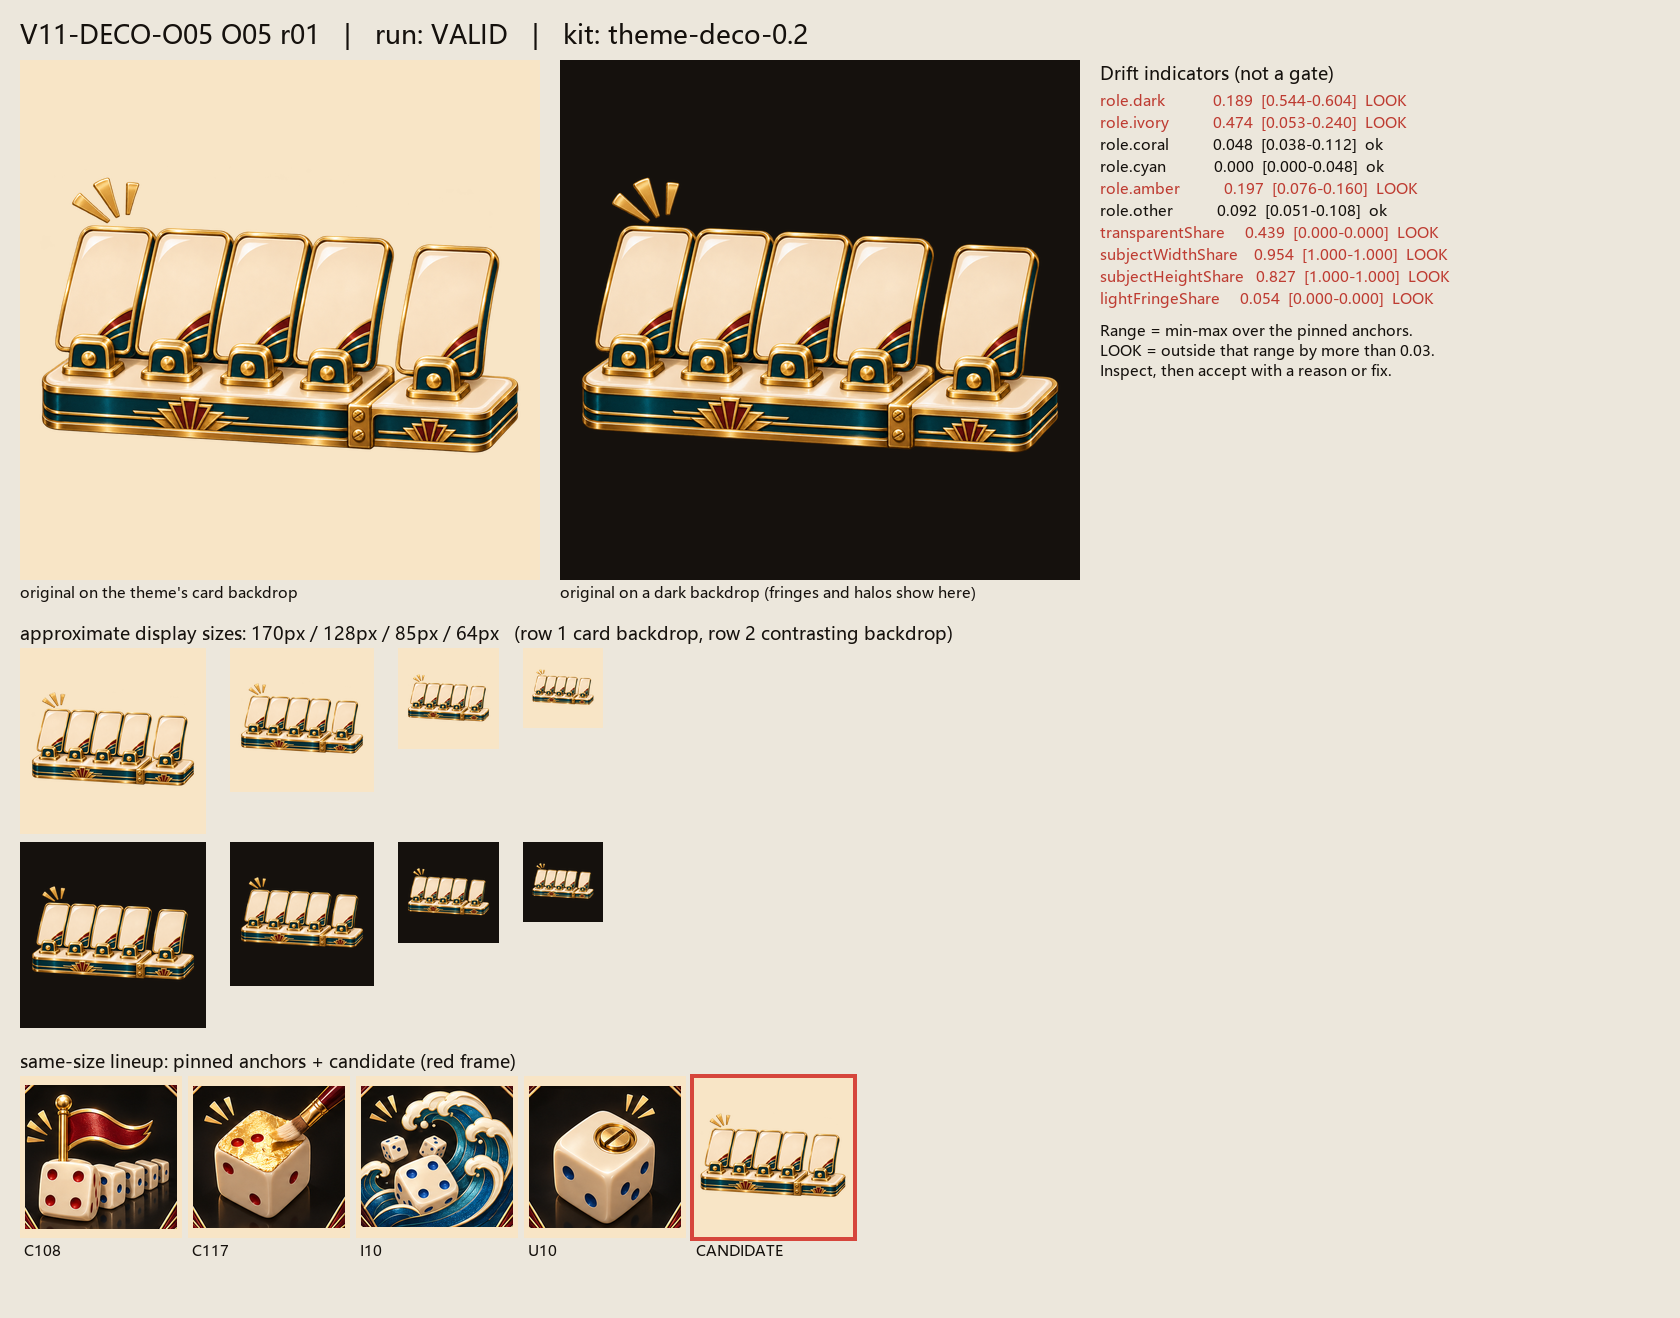 V11-DECO-O05 O05 r01 | run: VALID | kit: theme-deco-0.2
Drift indicators (not a gate)
role.dark 0.189 [0.544-0.604] LOOK
role.ivory 0.474 [0.053-0.240] LOOK
role.coral 0.048 [0.038-0.112] ok
role.cyan 0.000 [0.000-0.048] ok
role.amber 0.197 [0.076-0.160] LOOK
role.other 0.092 [0.051-0.108] ok
transparentShare 0.439 [0.000-0.000] LOOK
subjectWidthShare 0.954 [1.000-1.000] LOOK
subjectHeightShare 0.827 [1.000-1.000] LOOK
lightFringeShare 0.054 [0.000-0.000] LOOK
Range = min-max over the pinned anchors.
LOOK = outside that range by more than 0.03.
Inspect, then accept with a reason or fix.
original on the theme's card backdrop
original on a dark backdrop (fringes and halos show here)
approximate display sizes: 170px / 128px / 85px / 64px (row 1 card backdrop, row 2 contrasting backdrop)
same-size lineup: pinned anchors + candidate (red frame)
C108
C117
I10
U10
CANDIDATE